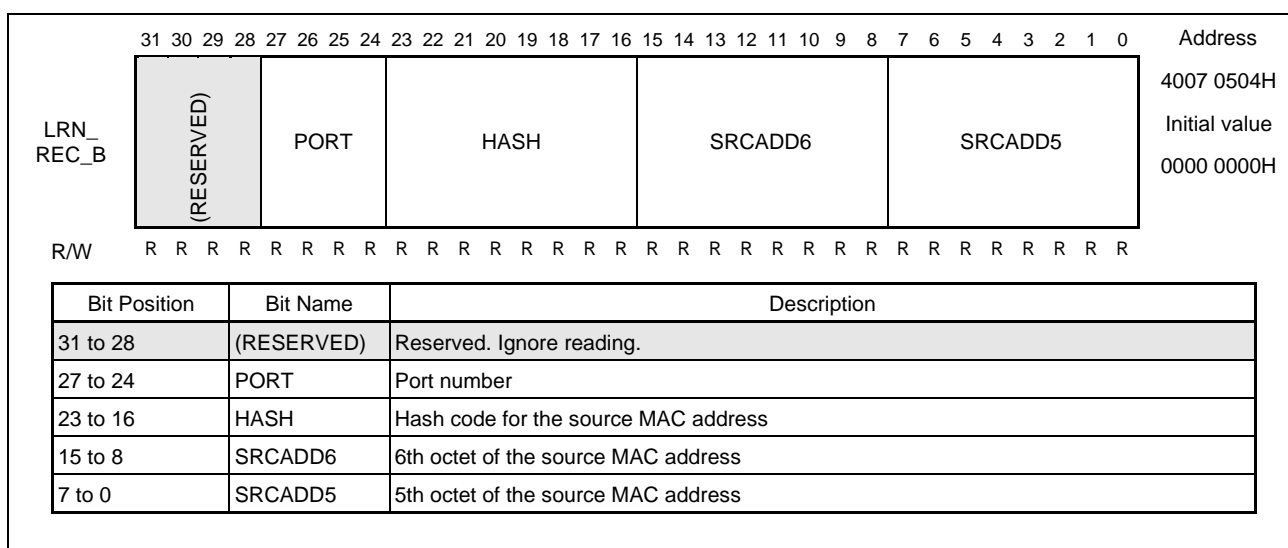 31 30 29 28 27 26 25 24 23 22 21 20 19 18 17 16 15 14 13 12 11 10 9 8 7 6 5 4 3 2 1 0 Address
4007 0504H
LRN_
REC_B
(RESERVED) PORT HASH SRCADD6 SRCADD5
Initial value
0000 0000H
R/W R R R R R R R R R R R R R R R R R R R R R R R R R R R R R R R R
Bit Position Bit Name Description
31 to 28 (RESERVED) Reserved. Ignore reading.
27 to 24 PORT Port number
23 to 16 HASH Hash code for the source MAC address
15 to 8 SRCADD6 6th octet of the source MAC address
7 to 0 SRCADD5 5th octet of the source MAC address